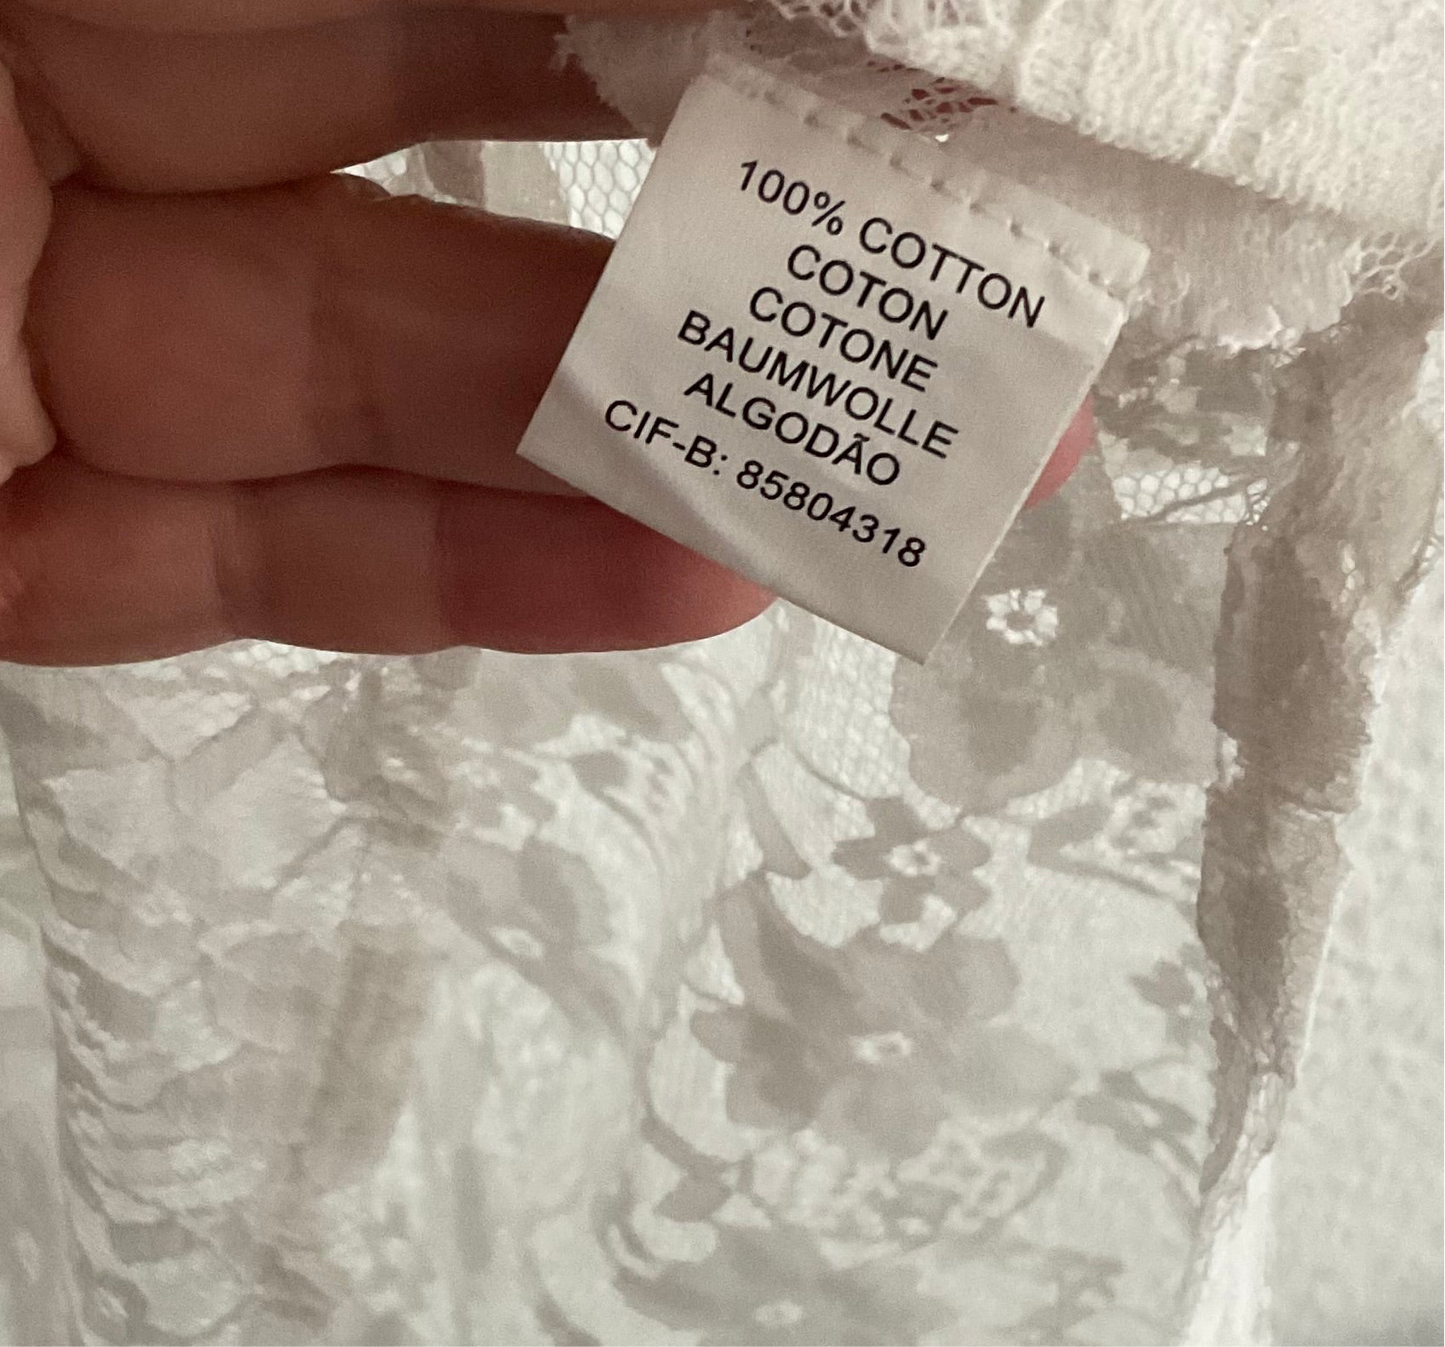 100% COTTON
COTON
COTONE
BAUMWOLLE
ALGODÃO
CIF-B: 85804318